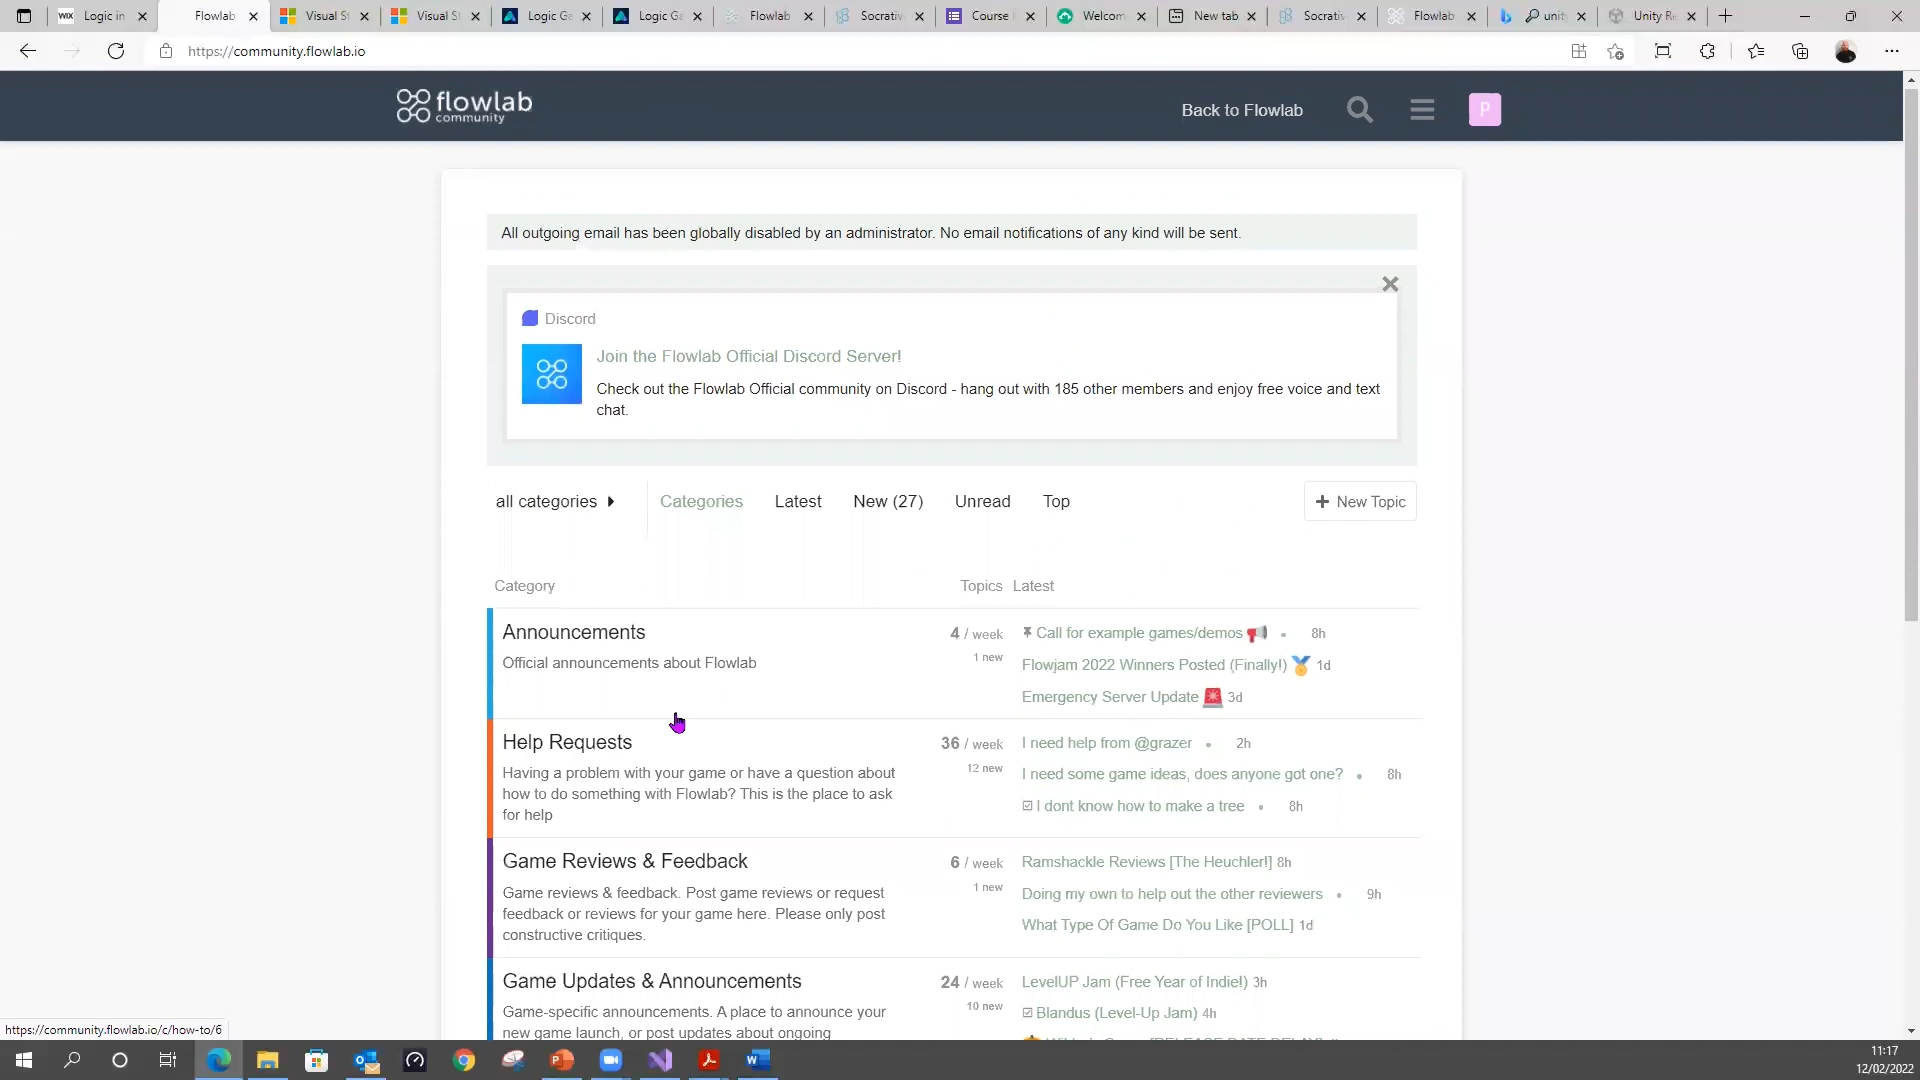 Logic in
Flowlab
Visual St
Visual St
Logic Ga
Logic Ga
Flowlab
Socrativ
Course
Welcom
New tab
Socrativ
Flowlab
unity
Unity Re
https://community.flowlab.io
flowlab
community
Back to Flowlab
P
All outgoing email has been globally disabled by an administrator. No email notifications of any kind will be sent.
Discord
Join the Flowlab Official Discord Server!
Check out the Flowlab Official community on Discord - hang out with 185 other members and enjoy free voice and text
chat.
all categories Categories Latest New (27) Unread Top + New Topic
Category Topics Latest
Announcements 4 / week Call for example games/demos 8h
Official announcements about Flowlab 1 new Flowjam 2022 Winners Posted (Finally!) 1d
Emergency Server Update 3d
Help Requests 36 / week I need help from @grazer 2h
Having a problem with your game or have a question about 12 new I need some game ideas, does anyone got one? 8h
how to do something with Flowlab? This is the place to ask I dont know how to make a tree 8h
for help
Game Reviews & Feedback 6 / week Ramshackle Reviews [The Heuchler!] 8h
Game reviews & feedback. Post game reviews or request 1 new Doing my own to help out the other reviewers 9h
feedback or reviews for your game here. Please only post What Type Of Game Do You Like [POLL] 1d
constructive critiques.
Game Updates & Announcements 24 / week LevelUP Jam (Free Year of Indie!) 3h
Game-specific announcements. A place to announce your 10 new Blandus (Level-Up Jam) 4h
new game launch, or post updates about ongoing
https://community.flowlab.io/c/how-to/6
11:17
12/02/2022